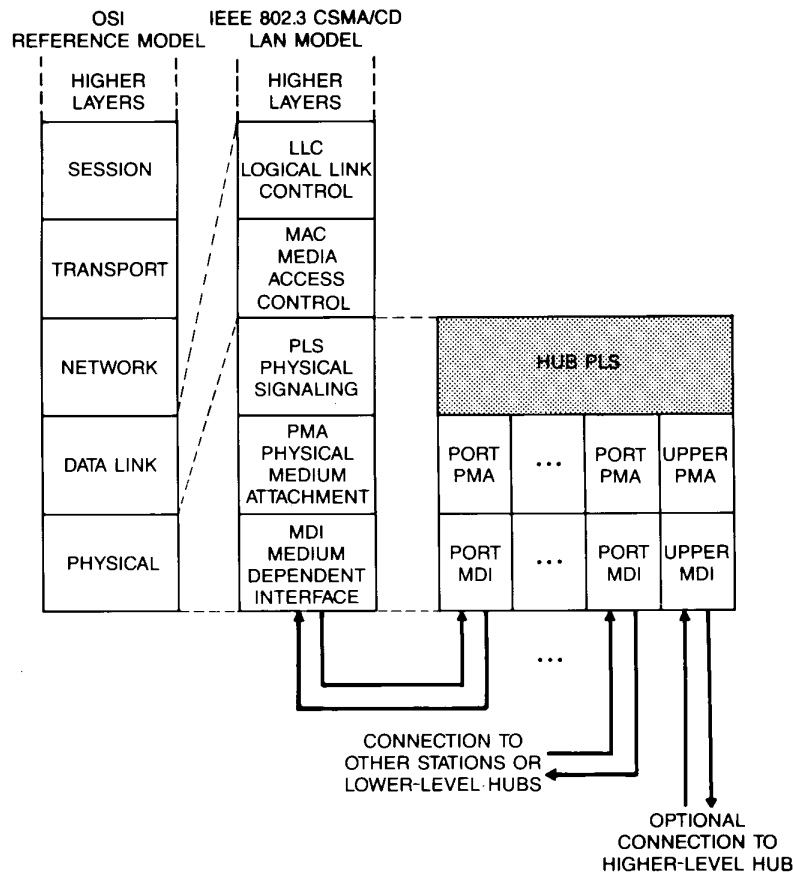 OSI
REFERENCE MODEL
IEEE 802.3 CSMA/CD
LAN MODEL
HIGHER
LAYERS
SESSION
TRANSPORT
NETWORK
DATA LINK
PHYSICAL
HIGHER
LAYERS
LLC
LOGICAL LINK
CONTROL
MAC
MEDIA
ACCESS
CONTROL
PLS
PHYSICAL
SIGNALING
PMA
PHYSICAL
MEDIUM
ATTACHMENT
MDI
MEDIUM
DEPENDENT
INTERFACE
HUB PLS
PORT
PMA
...
PORT
PMA
UPPER
PMA
PORT
MDI
...
PORT
MDI
UPPER
MDI
...
CONNECTION TO
OTHER STATIONS OR
LOWER-LEVEL HUBS
OPTIONAL
CONNECTION TO
HIGHER-LEVEL HUB